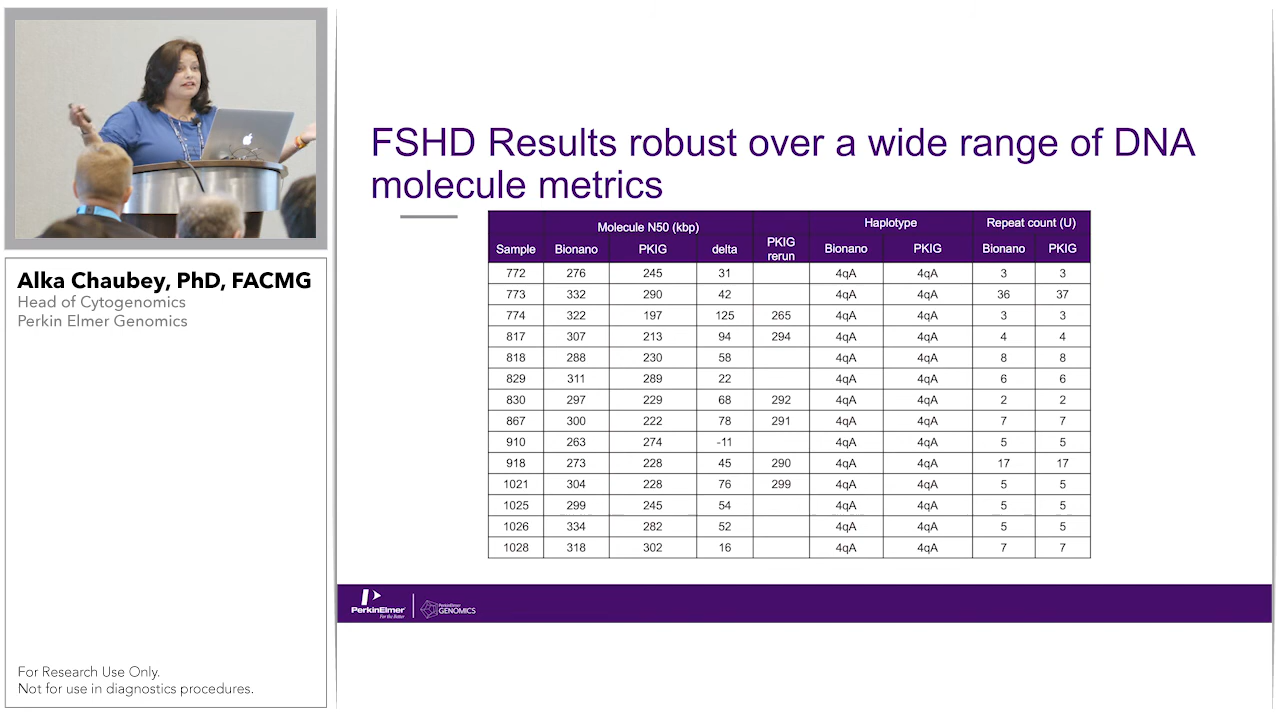 Alka Chaubey, PhD, FACMG
Head of Cytogenomics
Perkin Elmer Genomics
For Research Use Only.
Not for use in diagnostics procedures.
FSHD Results robust over a wide range of DNA
molecule metrics
Molecule N50 (kbp) Haplotype Repeat count (U)
Sample Bionano PKIG delta PKIG rerun Bionano PKIG Bionano PKIG
772 276 245 31 4qA 4qA 3 3
773 332 290 42 4qA 4qA 36 37
774 322 197 125 265 4qA 4qA 3 3
817 307 213 94 294 4qA 4qA 4 4
818 288 230 58 4qA 4qA 8 8
829 311 289 22 4qA 4qA 6 6
830 297 229 68 292 4qA 4qA 2 2
867 300 222 78 291 4qA 4qA 7 7
910 263 274 -11 4qA 4qA 5 5
918 273 228 45 290 4qA 4qA 17 17
1021 304 228 76 299 4qA 4qA 5 5
1025 299 245 54 4qA 4qA 5 5
1026 334 282 52 4qA 4qA 5 5
1028 318 302 16 4qA 4qA 7 7
PerkinElmer
For the Better
PerkinElmer
GENOMICS